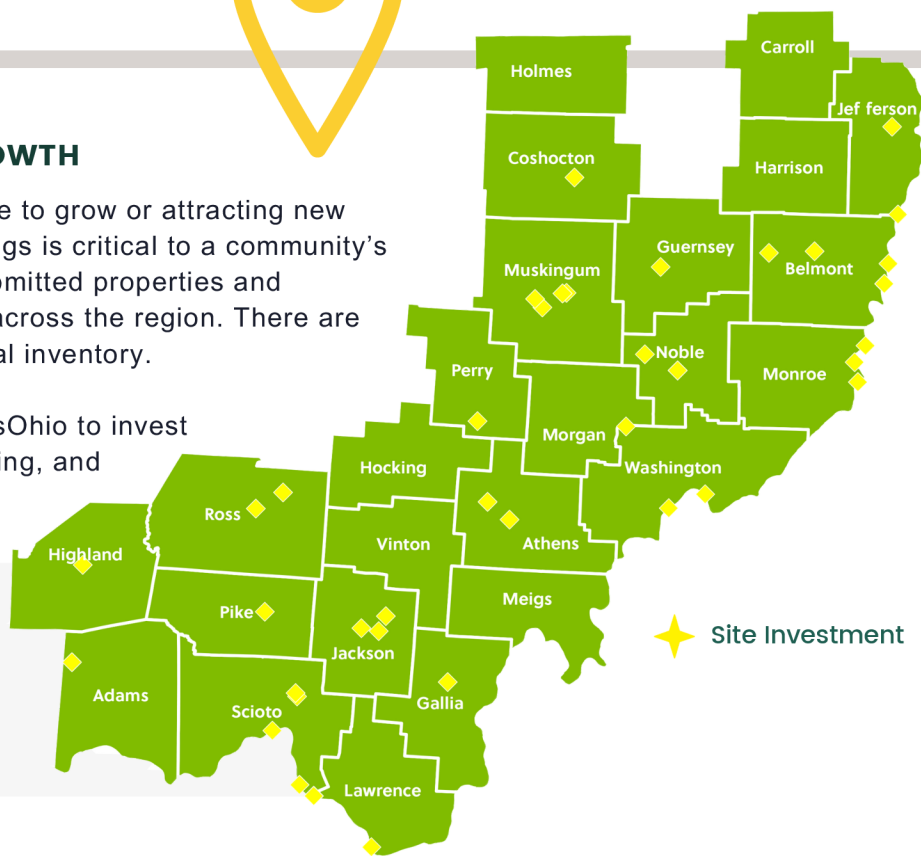 OWTH
e to grow or attracting new
ngs is critical to a community’s
bmitted properties and
across the region. There are
al inventory.
sOhio to invest
ing, and
Carroll
Holmes
Jef ferson
Coshocton
Harrison
Guernsey
Muskingum
Belmont
Noble
Perry
Monroe
Morgan
Hocking
Washington
Ross
Vinton
Athens
Highland
Meigs
Pike
Site Investment
Jackson
Adams
Gallia
Scioto
Lawrence